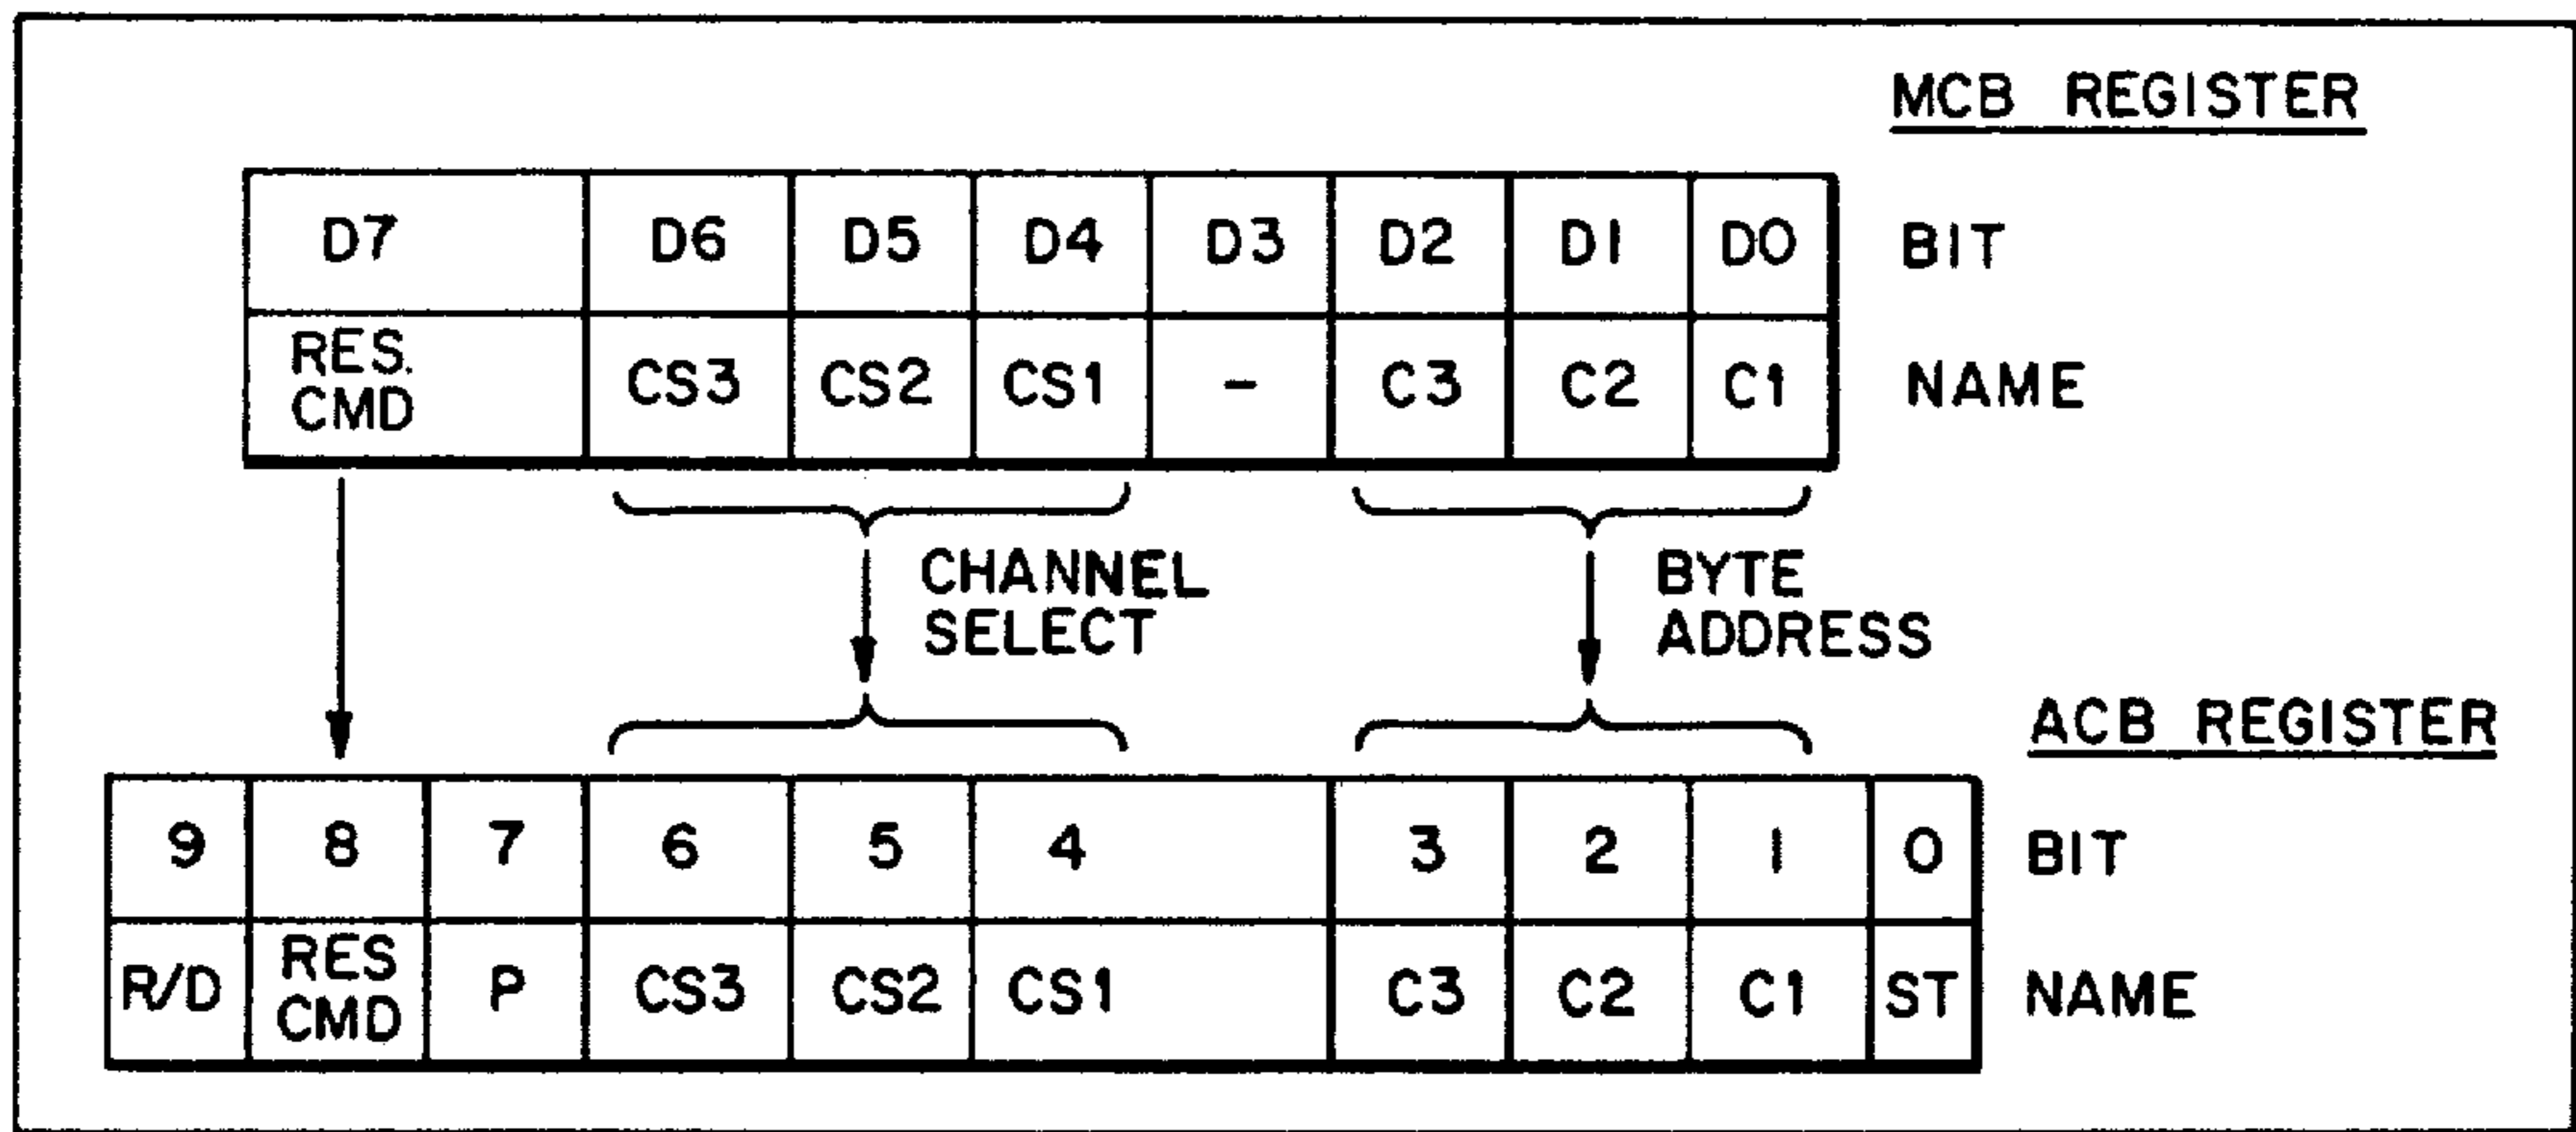 MCB REGISTER
D7 D6 D5 D4 D3 D2 D1 D0 BIT
RES. CMD CS3 CS2 CS1 - C3 C2 C1 NAME
CHANNEL SELECT
BYTE ADDRESS
ACB REGISTER
9 8 7 6 5 4 3 2 1 0 BIT
R/D RES CMD P CS3 CS2 CS1 C3 C2 C1 ST NAME